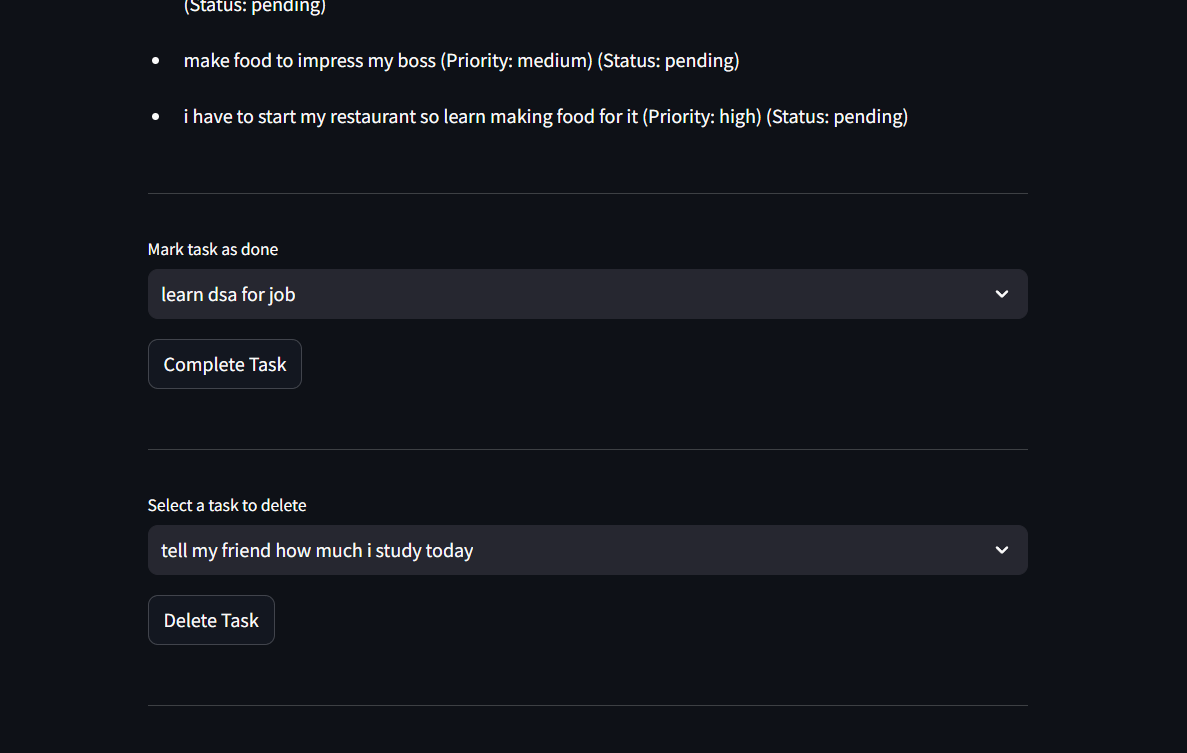 (Status: pending)
make food to impress my boss (Priority: medium) (Status: pending)
i have to start my restaurant so learn making food for it (Priority: high) (Status: pending)
Mark task as done
learn dsa for job
Complete Task
Select a task to delete
tell my friend how much i study today
Delete Task